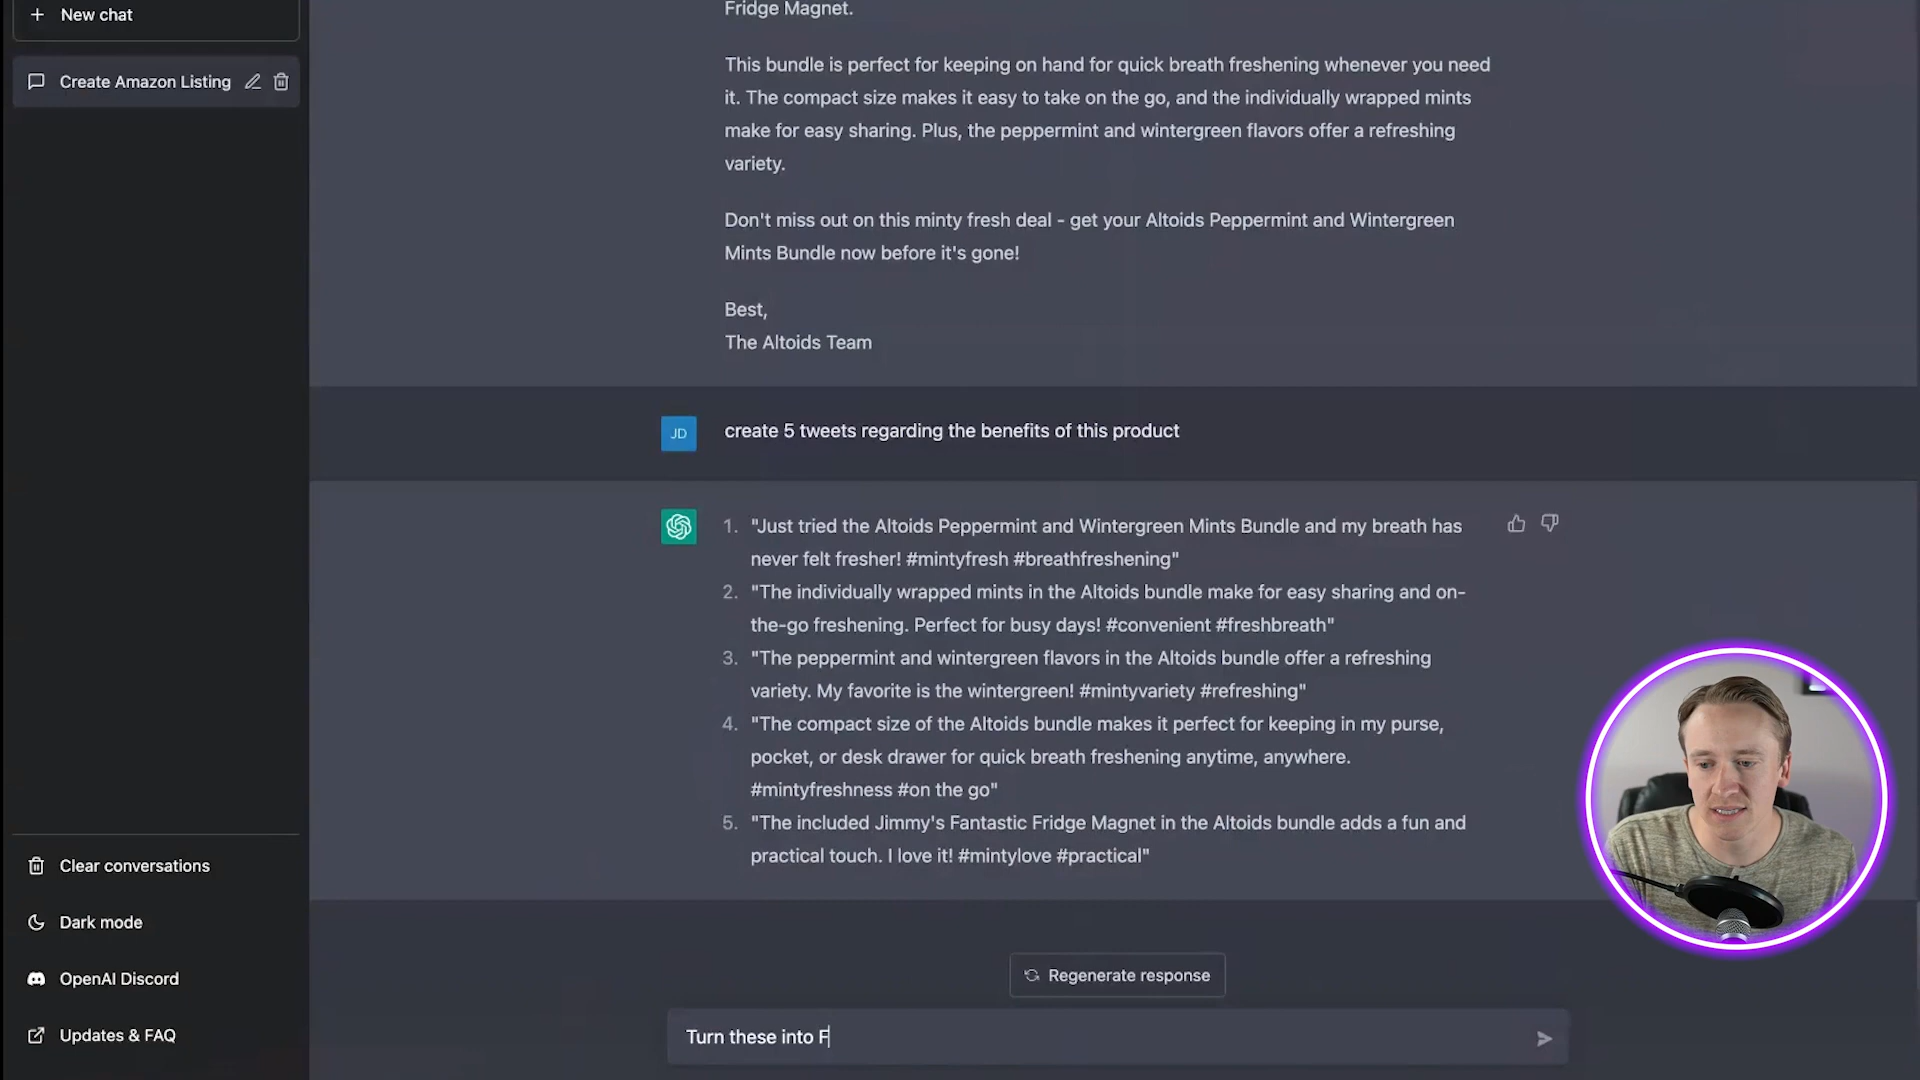 New chat
Create Amazon Listing
Fridge Magnet.
This bundle is perfect for keeping on hand for quick breath freshening whenever you need
it. The compact size makes it easy to take on the go, and the individually wrapped mints
make for easy sharing. Plus, the peppermint and wintergreen flavors offer a refreshing
variety.
Don't miss out on this minty fresh deal - get your Altoids Peppermint and Wintergreen
Mints Bundle now before it's gone!
Best,
The Altoids Team
JD
create 5 tweets regarding the benefits of this product
1. "Just tried the Altoids Peppermint and Wintergreen Mints Bundle and my breath has
never felt fresher! #mintyfresh #breathfreshening"
2. "The individually wrapped mints in the Altoids bundle make for easy sharing and on-
the-go freshening. Perfect for busy days! #convenient #freshbreath"
3. "The peppermint and wintergreen flavors in the Altoids bundle offer a refreshing
variety. My favorite is the wintergreen! #mintyvariety #refreshing"
4. "The compact size of the Altoids bundle makes it perfect for keeping in my purse,
pocket, or desk drawer for quick breath freshening anytime, anywhere.
#mintyfreshness #on the go"
5. "The included Jimmy's Fantastic Fridge Magnet in the Altoids bundle adds a fun and
practical touch. I love it! #mintylove #practical"
Clear conversations
Dark mode
OpenAI Discord
Updates & FAQ
Regenerate response
Turn these into F